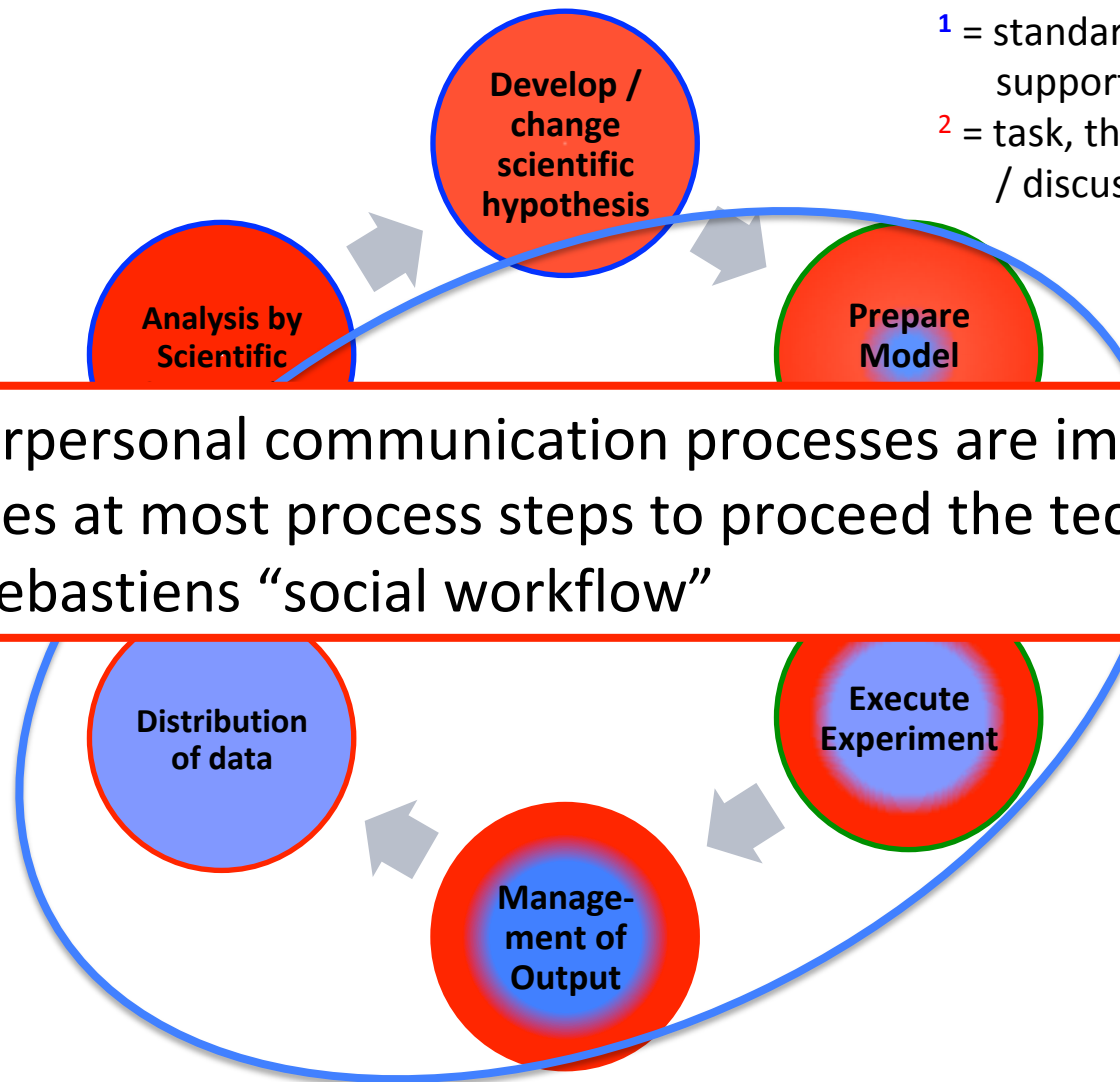 ¹ = standar
suppor
² = task, th
/ discus
Develop /
change
scientific
hypothesis
Analysis by
Scientific
Prepare
Model
rpersonal communication processes are im
es at most process steps to proceed the tec
ebastiens “social workflow”
Distribution
of data
Execute
Experiment
Manage-
ment of
Output